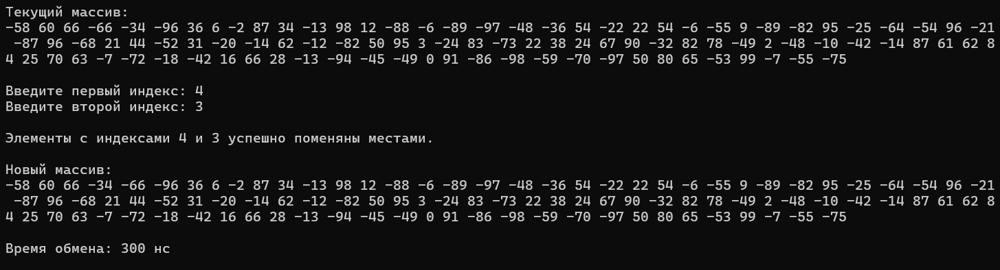 Текущий массив:
-58 60 66 -66 -34 -96 36 6 -2 87 34 -13 98 12 -88 -6 -89 -97 -48 -36 54 -22 22 54 -6 -55 9 -89 -82 95 -25 -64 -54 96 -21
-87 96 -68 21 44 -52 31 -20 -14 62 -12 -82 50 95 3 -24 83 -73 22 38 24 67 90 -32 82 78 -49 2 -48 -10 -42 -14 87 61 62 8
4 25 70 63 -7 -72 -18 -42 16 66 28 -13 -94 -45 -49 0 91 -86 -98 -59 -70 -97 50 80 65 -53 99 -7 -55 -75
Введите первый индекс: 4
Введите второй индекс: 3
Элементы с индексами 4 и 3 успешно поменяны местами.
Новый массив:
-58 60 66 -34 -66 -96 36 6 -2 87 34 -13 98 12 -88 -6 -89 -97 -48 -36 54 -22 22 54 -6 -55 9 -89 -82 95 -25 -64 -54 96 -21
-87 96 -68 21 44 -52 31 -20 -14 62 -12 -82 50 95 3 -24 83 -73 22 38 24 67 90 -32 82 78 -49 2 -48 -10 -42 -14 87 61 62 8
4 25 70 63 -7 -72 -18 -42 16 66 28 -13 -94 -45 -49 0 91 -86 -98 -59 -70 -97 50 80 65 -53 99 -7 -55 -75
Время обмена: 300 нс